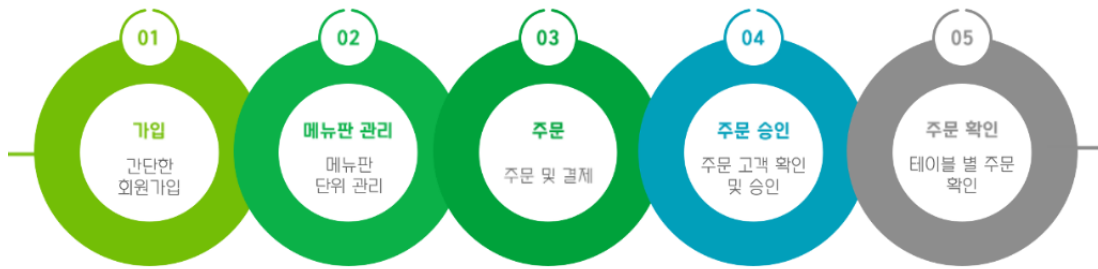 01
가입
간단한
회원가입
02
메뉴판 관리
메뉴판
단위 관리
03
주문
주문 및 결제
04
주문 승인
주문 고객 확인
및 승인
05
주문 확인
테이블 별 주문
확인